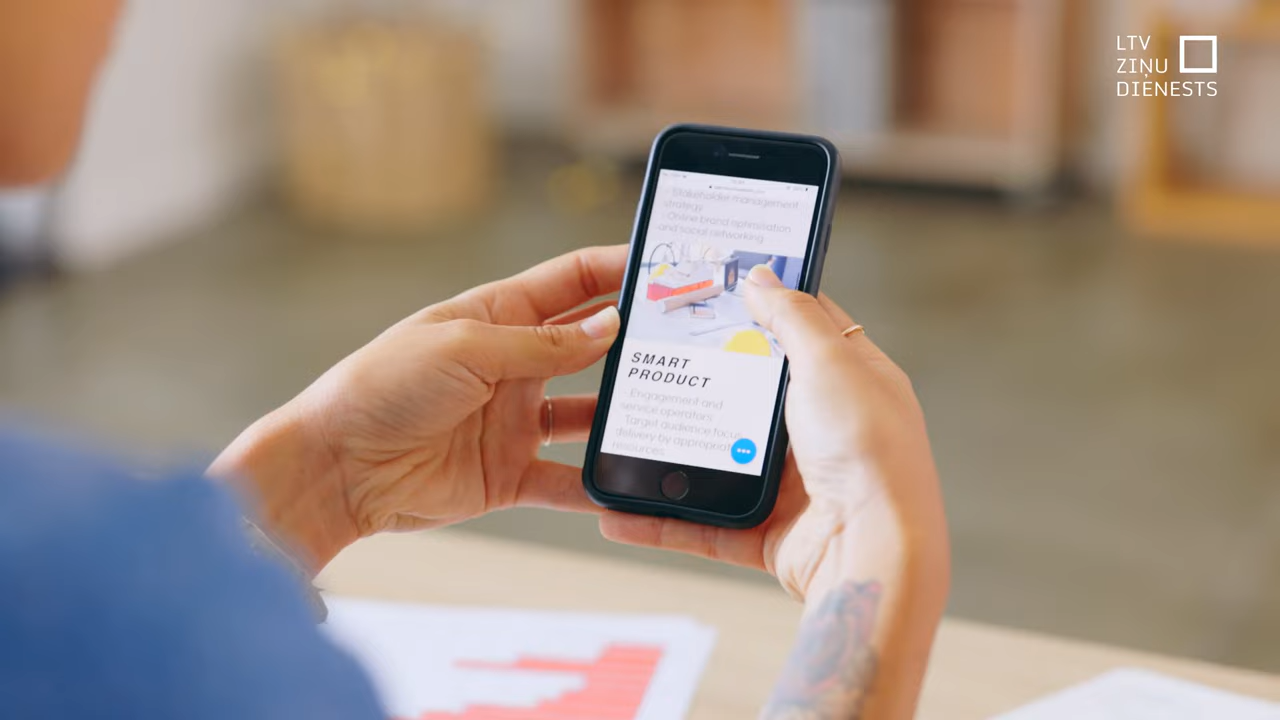 LTV
ZIŅU
DIENESTS
Stakeholder management
strategy
Online brand optimisation
and social networking
SMART
PRODUCT
Engagement and
service operators
Target audience focus
delivery by appropriate
resources